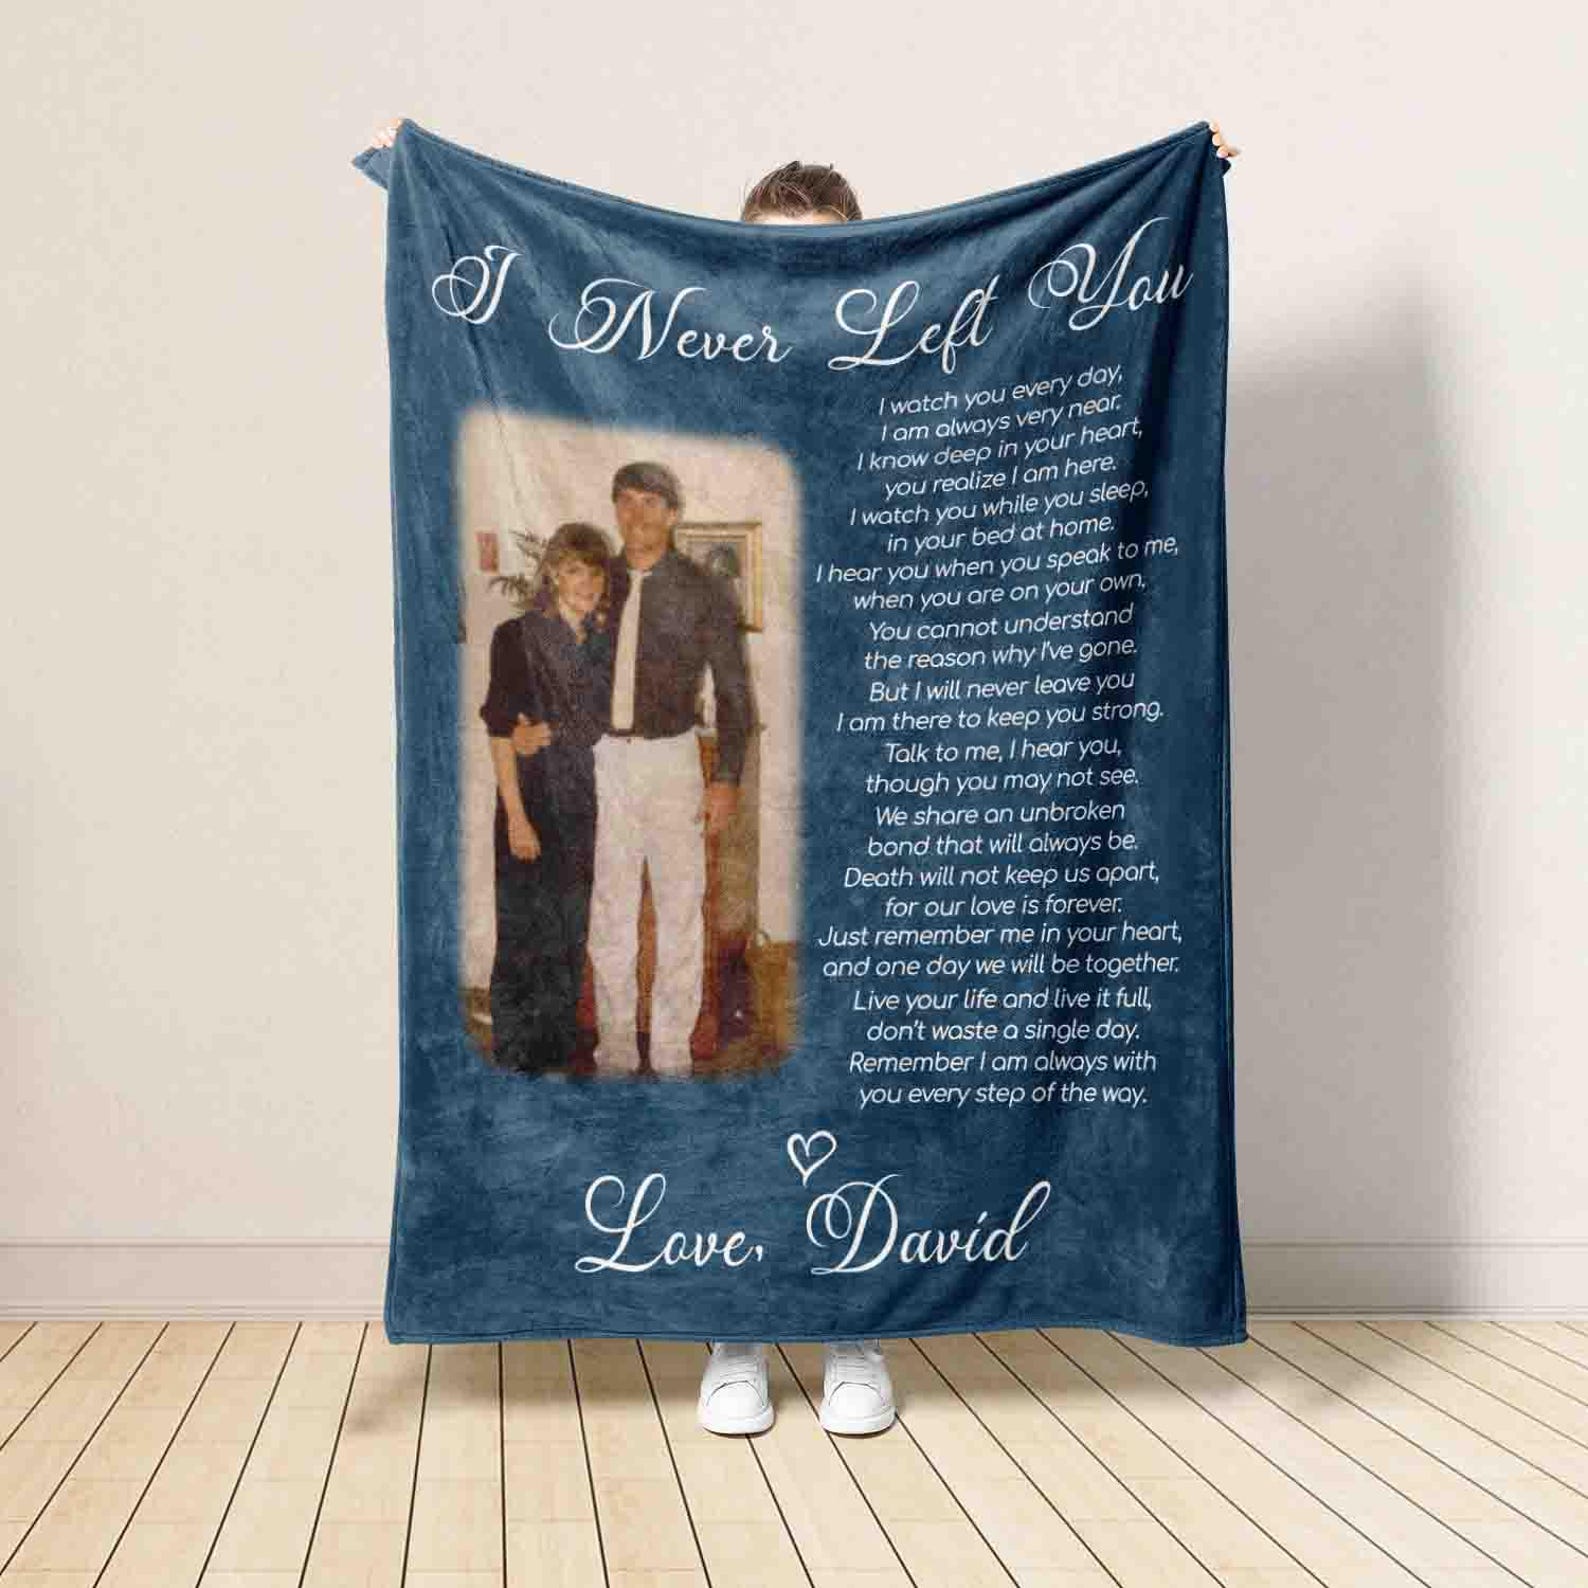 I Never Left You
I watch you every day,
I am always very near.
I know deep in your heart,
you realize I am here.
I watch you while you sleep,
in your bed at home.
I hear you when you speak to me,
when you are on your own,
You cannot understand
the reason why I've gone.
But I will never leave you
I am there to keep you strong.
Talk to me, I hear you,
though you may not see.
We share an unbroken
bond that will always be.
Death will not keep us apart,
for our love is forever.
Just remember me in your heart,
and one day we will be together.
Live your life and live it full,
don't waste a single day.
Remember I am always with
you every step of the way.
Love, David